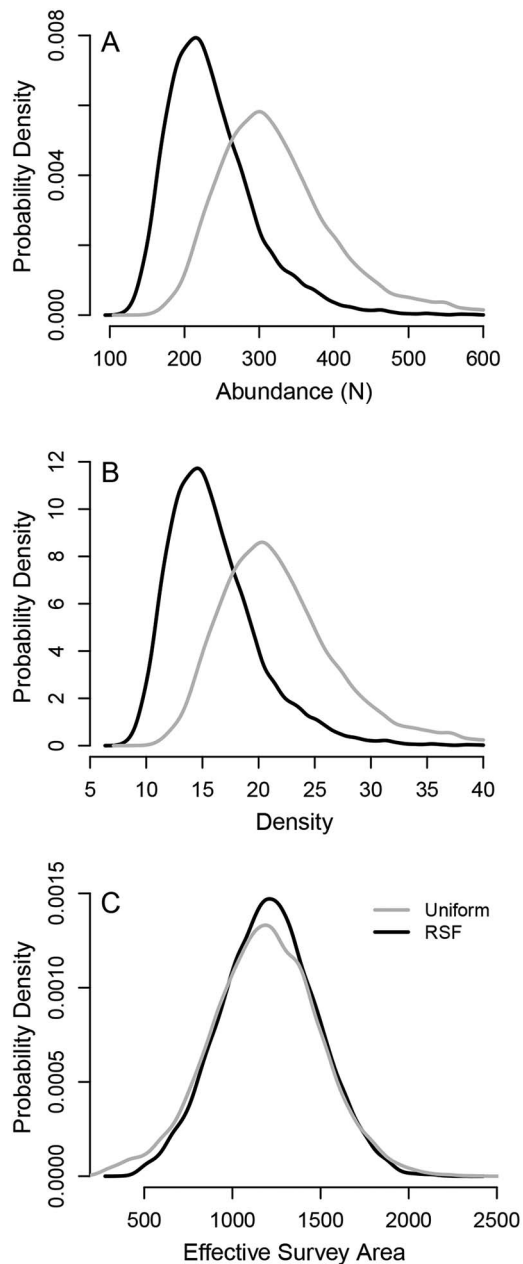 A
Probability Density
0.000
0.004
0.008
100 200 300 400 500 600
Abundance (N)
B
Probability Density
0 2 4 6 8 10 12
5 10 15 20 25 30 35 40
Density
C
Uniform
RSF
Probability Density
0.0000 0.0005 0.0010 0.0015
500 1000 1500 2000 2500
Effective Survey Area